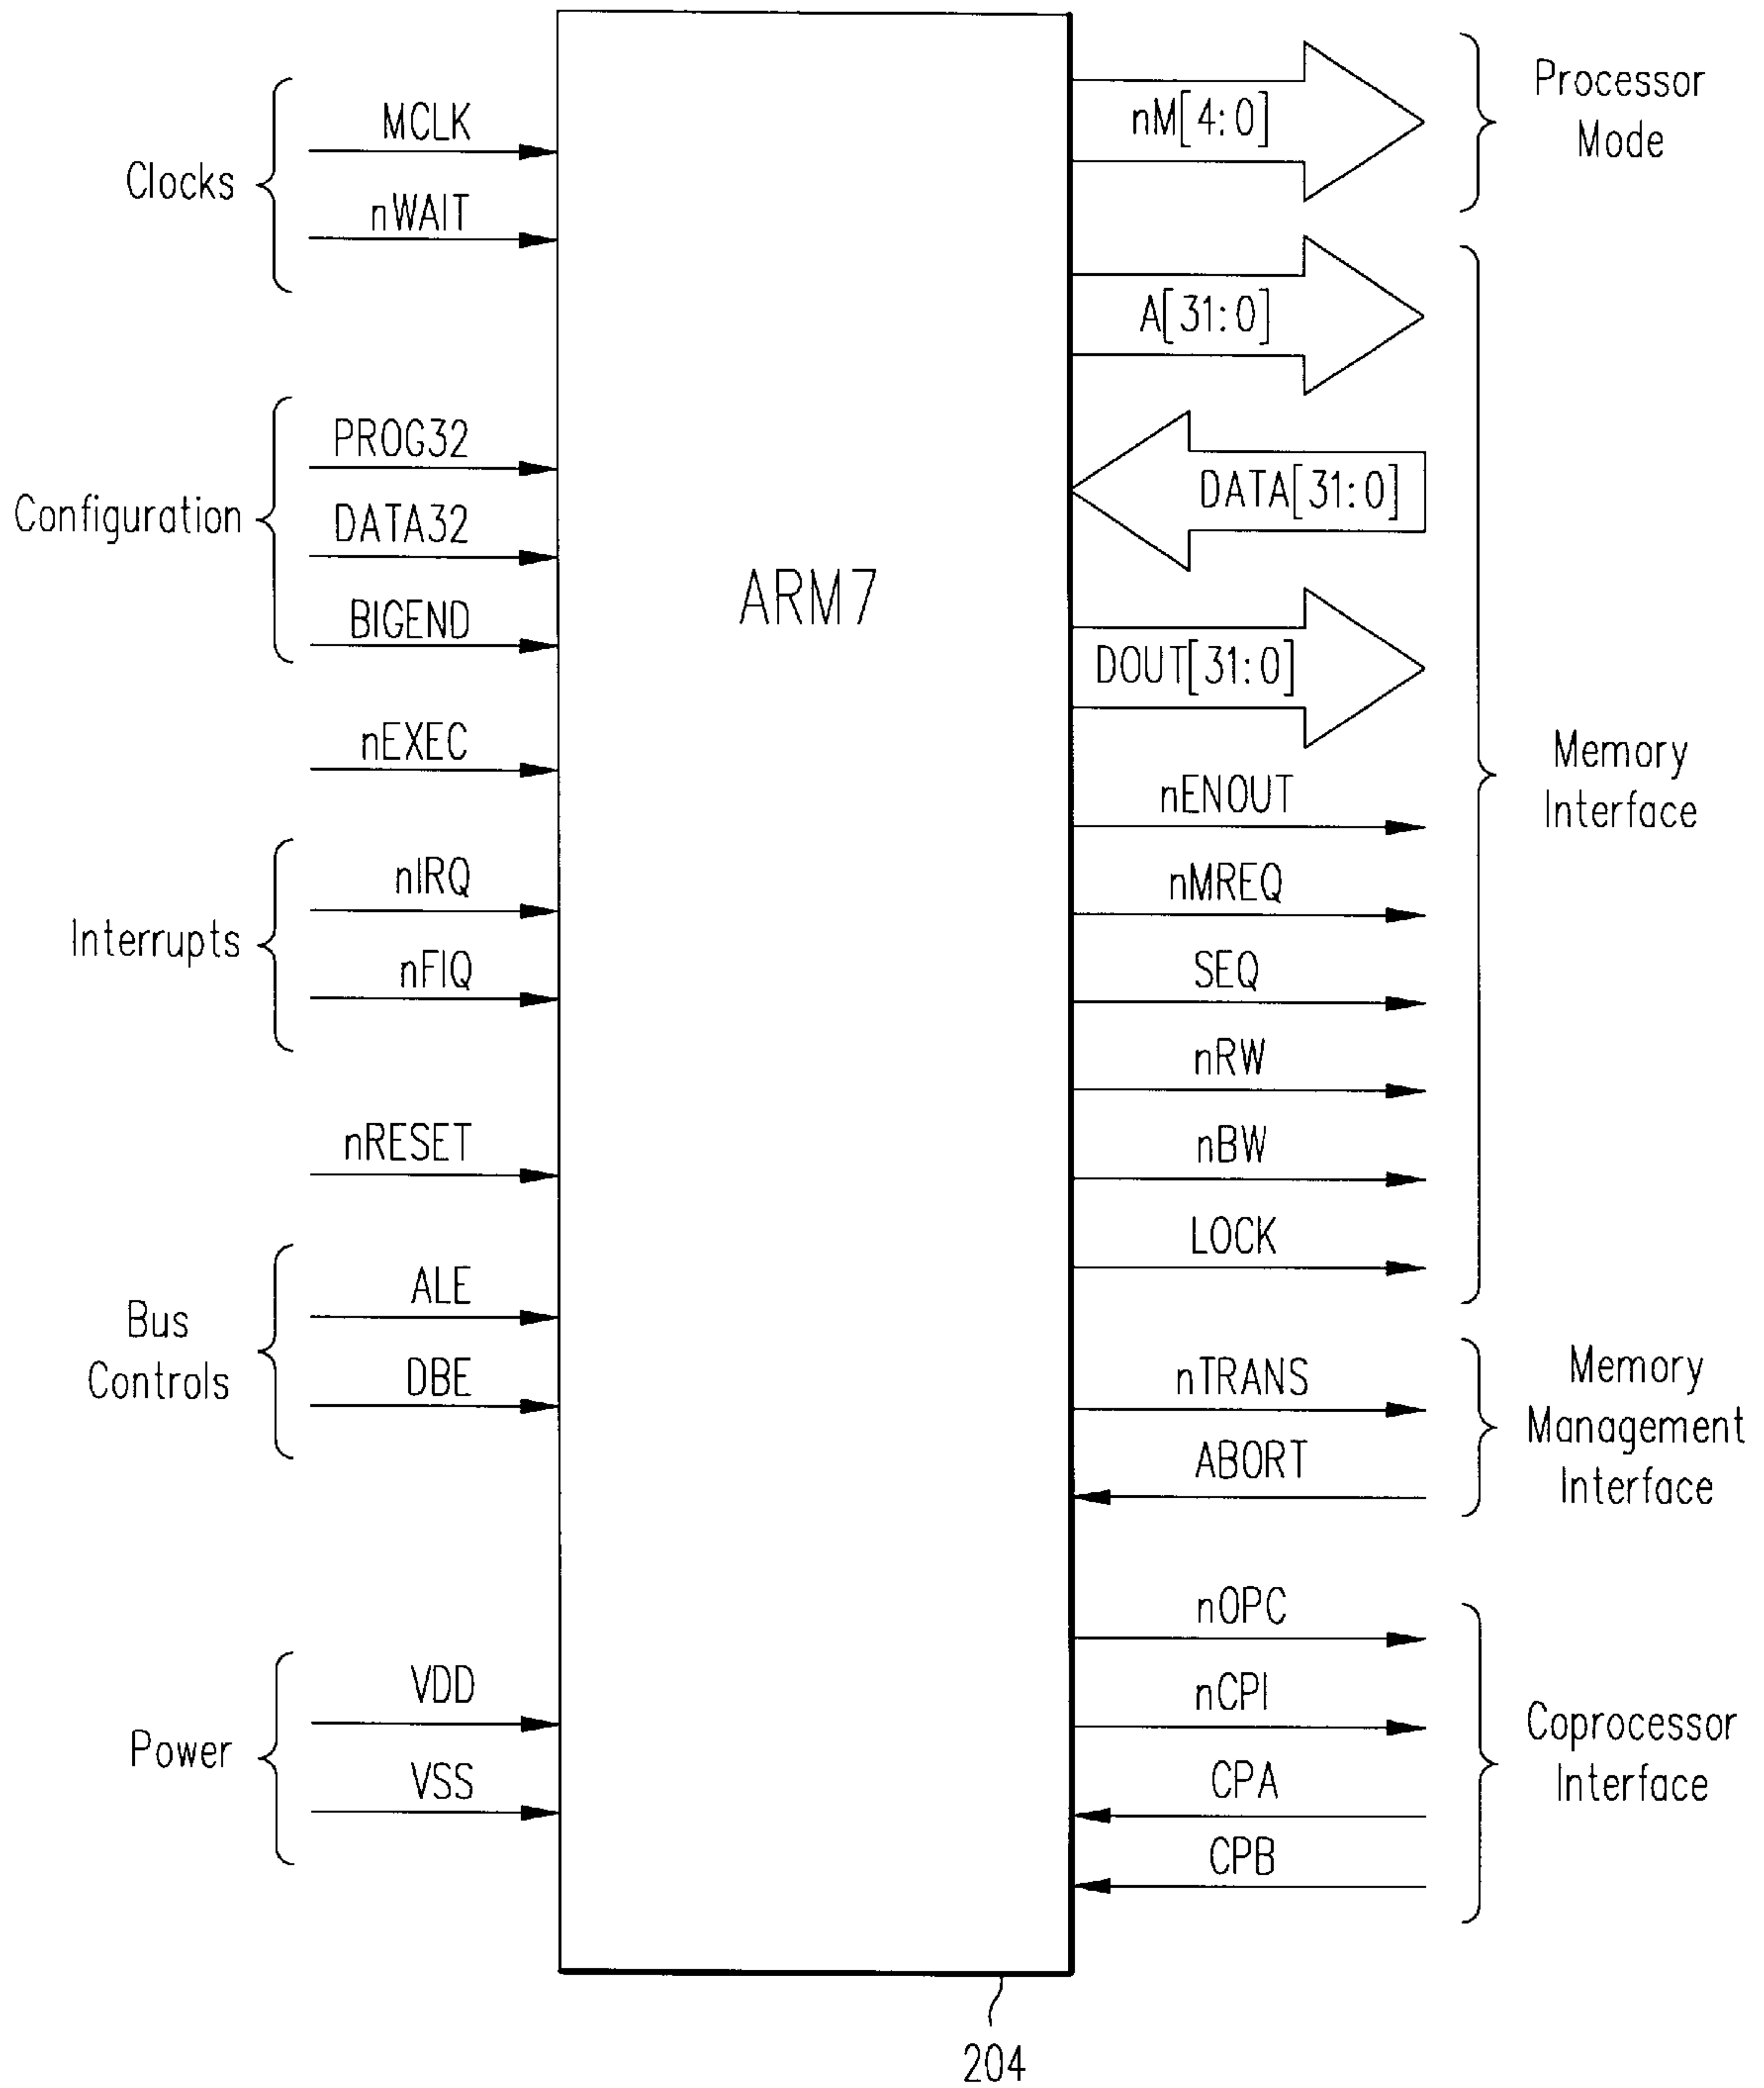 Clocks
MCLK
nWAIT
Configuration
PROG32
DATA32
BIGEND
nEXEC
Interrupts
nIRQ
nFIQ
nRESET
Bus
Controls
ALE
DBE
Power
VDD
VSS
ARM7
nM[4:0]
Processor
Mode
A[31:0]
DATA[31:0]
DOUT[31:0]
nENOUT
nMREQ
SEQ
nRW
nBW
LOCK
Memory
Interface
nTRANS
ABORT
Memory
Management
Interface
nOPC
nCPI
CPA
CPB
Coprocessor
Interface
204